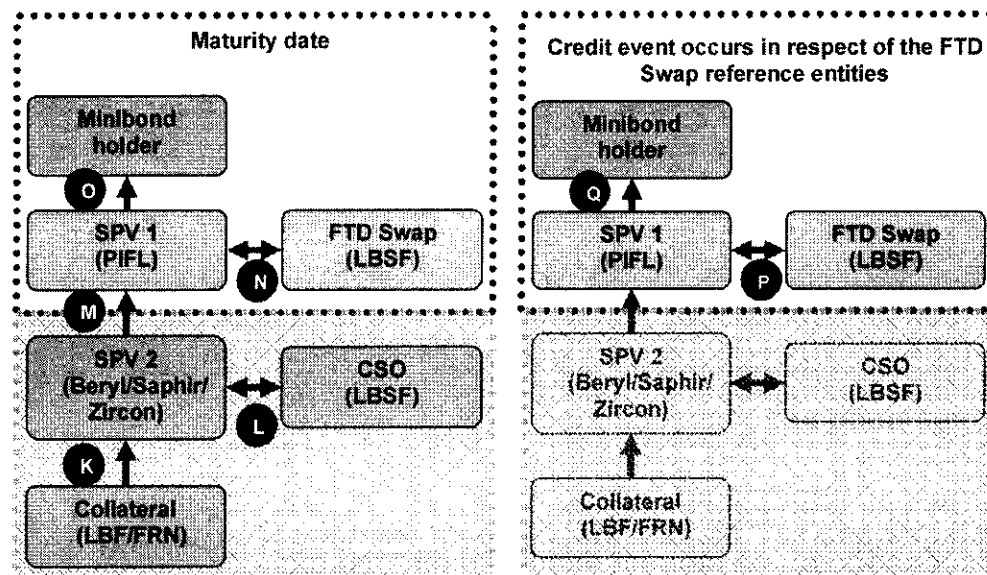 Maturity date
Minibond
holder
O
SPV 1
(PIFL)
FTD Swap
(LBSF)
N
M
SPV 2
(Beryl/Saphir/
Zircon)
CSO
(LBSF)
L
K
Collateral
(LBF/FRN)
Credit event occurs in respect of the FTD
Swap reference entities
Minibond
holder
Q
SPV 1
(PIFL)
FTD Swap
(LBSF)
P
SPV 2
(Beryl/Saphir/
Zircon)
CSO
(LBSF)
Collateral
(LBF/FRN)